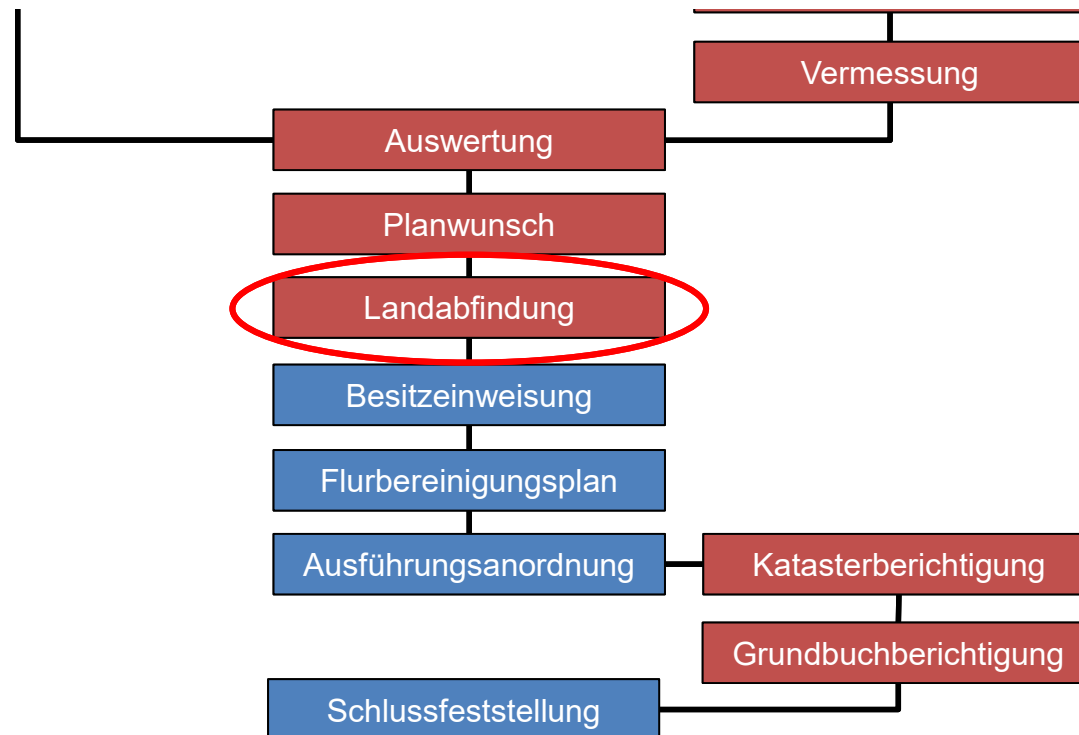 Vermessung
Auswertung
Planwunsch
Landabfindung
Besitzeinweisung
Flurbereinigungsplan
Ausführungsanordnung
Katasterberichtigung
Grundbuchberichtigung
Schlussfeststellung